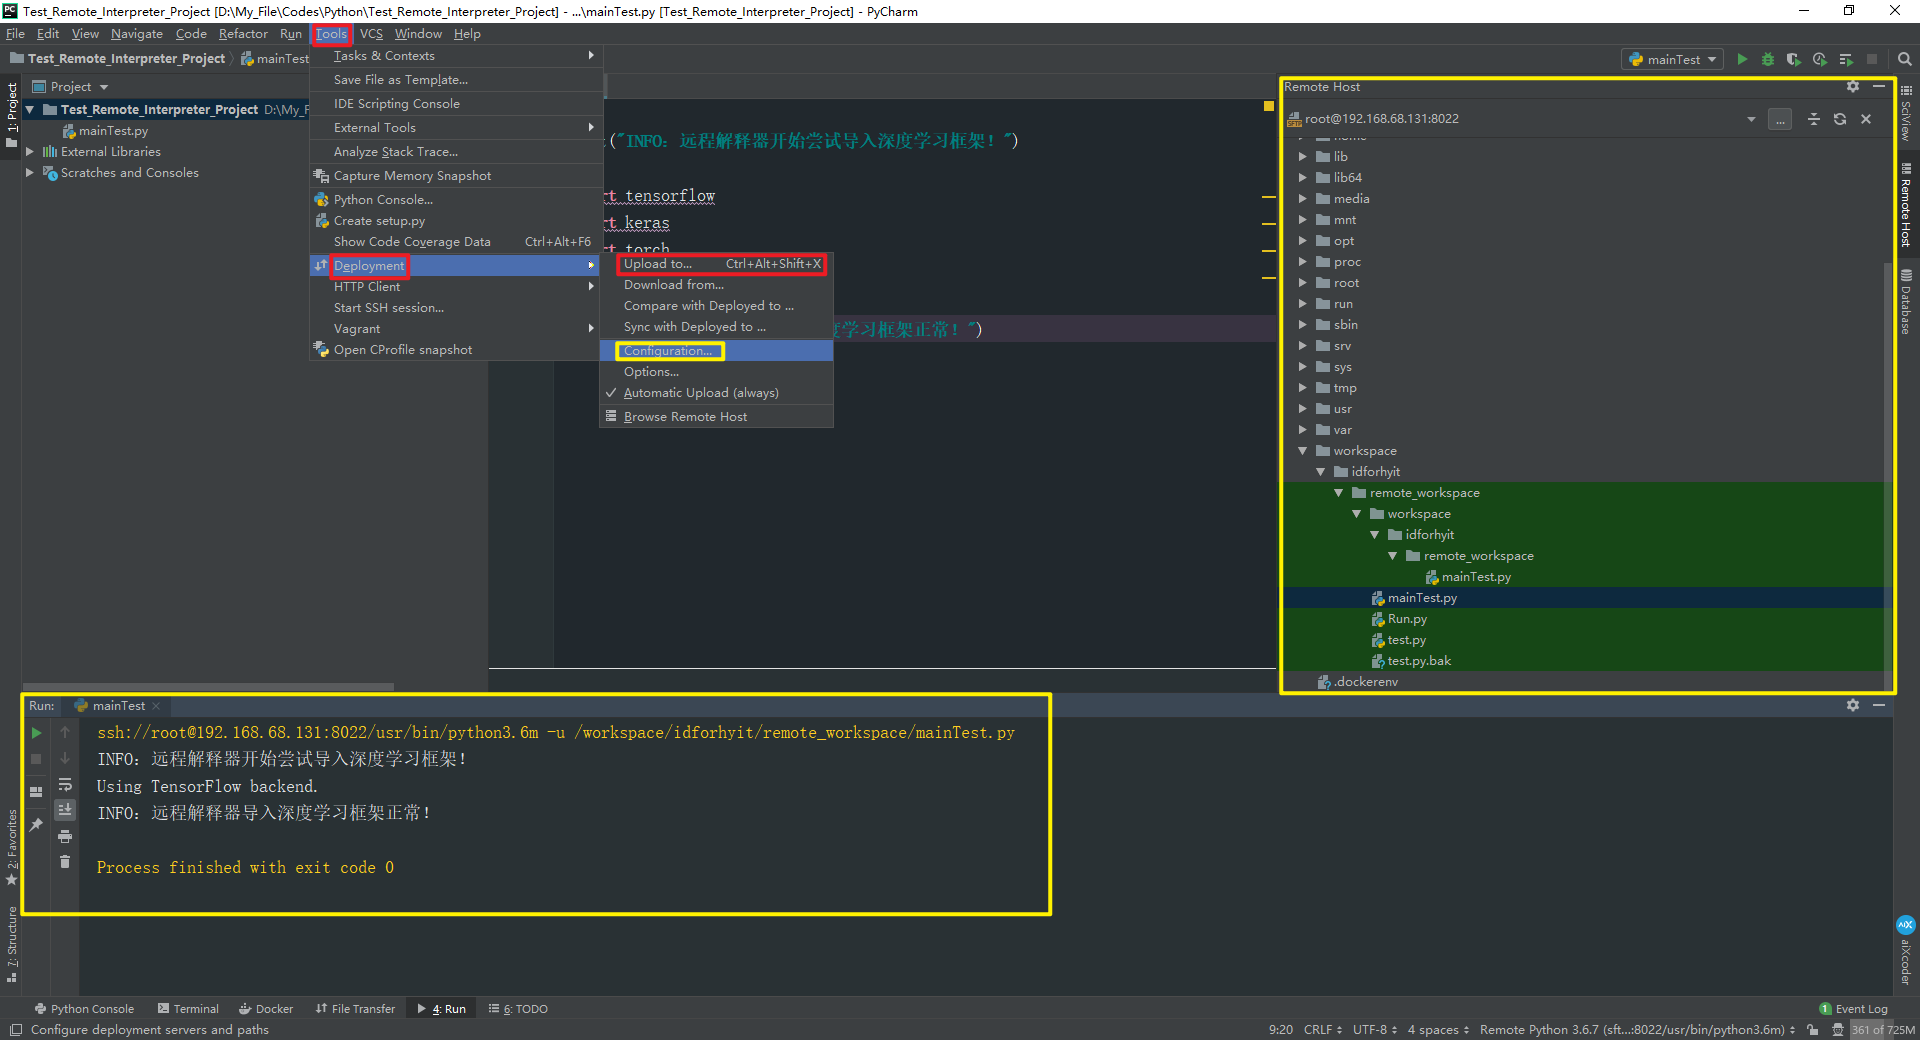 Test_Remote_Interpreter_Project [D:\My_File\Codes\Python\Test_Remote_Interpreter_Project] - ...\mainTest.py [Test_Remote_Interpreter_Project] - PyCharm
File Edit View Navigate Code Refactor Run Tools VCS Window Help
Test_Remote_Interpreter_Project mainTest
mainTest
Project
1: Project
Test_Remote_Interpreter_Project D:\My_F
mainTest.py
External Libraries
Scratches and Consoles
Tasks & Contexts
Save File as Template...
IDE Scripting Console
External Tools
Analyze Stack Trace...
Capture Memory Snapshot
Python Console...
Create setup.py
Show Code Coverage Data Ctrl+Alt+F6
Deployment
HTTP Client
Start SSH session...
Vagrant
Open CProfile snapshot
Upload to... Ctrl+Alt+Shift+X
Download from...
Compare with Deployed to ...
Sync with Deployed to ...
Configuration...
Options...
Automatic Upload (always)
Browse Remote Host
("INFO: 远程解释器开始尝试导入深度学习框架！")
rt tensorflow
rt keras
rt torch
度学习框架正常！")
Remote Host
root@192.168.68.131:8022
...
home
lib
lib64
media
mnt
opt
proc
root
run
sbin
srv
sys
tmp
usr
var
workspace
idforhyit
remote_workspace
workspace
idforhyit
remote_workspace
mainTest.py
mainTest.py
Run.py
test.py
test.py.bak
.dockerenv
SciView
Remote Host
Database
aiXcoder
Run: mainTest
ssh://root@192.168.68.131:8022/usr/bin/python3.6m -u /workspace/idforhyit/remote_workspace/mainTest.py
INFO: 远程解释器开始尝试导入深度学习框架！
Using TensorFlow backend.
INFO: 远程解释器导入深度学习框架正常！
Process finished with exit code 0
2: Favorites
7: Structure
Python Console Terminal Docker File Transfer 4: Run 6: TODO 1 Event Log
Configure deployment servers and paths 9:20 CRLF UTF-8 4 spaces Remote Python 3.6.7 (sft...:8022/usr/bin/python3.6m) 361 of 725M